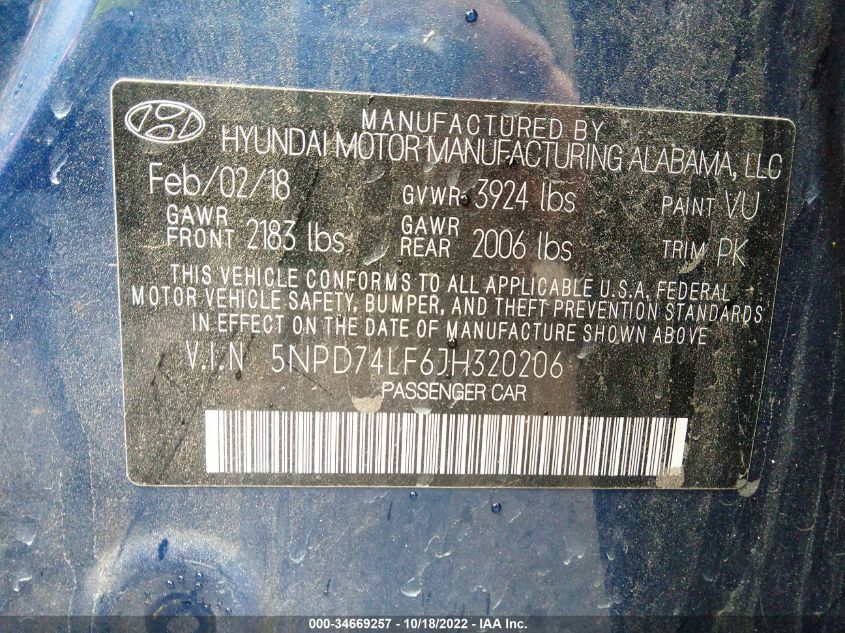 MANUFACTURED BY
HYUNDAI MOTOR MANUFACTURING ALABAMA, LLC
Feb/02/18 GVWR 3924 lbs PAINT VU
GAWR FRONT 2183 lbs GAWR REAR 2006 lbs TRIM PK
THIS VEHICLE CONFORMS TO ALL APPLICABLE U.S.A. FEDERAL
MOTOR VEHICLE SAFETY, BUMPER, AND THEFT PREVENTION STANDARDS
IN EFFECT ON THE DATE OF MANUFACTURE SHOWN ABOVE
V.I.N 5NPD74LF6JH320206
PASSENGER CAR
000-34669257 - 10/18/2022 - IAA Inc.